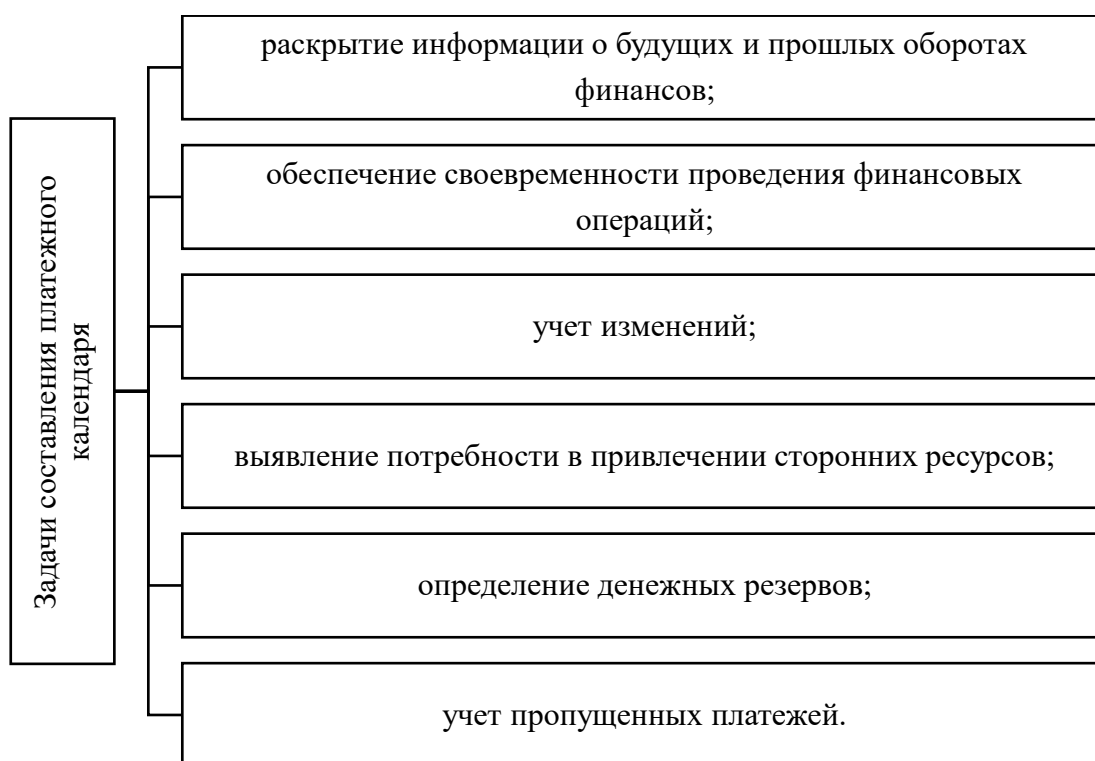 Задачи составления платежного
календаря
раскрытие информации о будущих и прошлых оборотах
финансов;
обеспечение своевременности проведения финансовых
операций;
учет изменений;
выявление потребности в привлечении сторонних ресурсов;
определение денежных резервов;
учет пропущенных платежей.